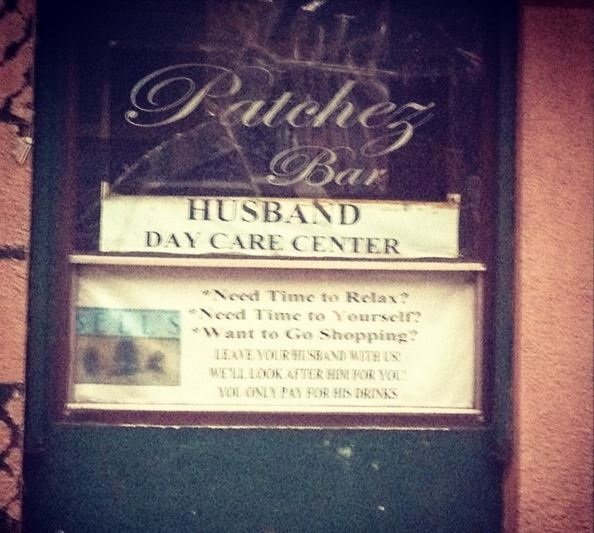 Patchez
Bar
HUSBAND
DAY CARE CENTER
*Need Time to Relax?
*Need Time to Yourself?
*Want to Go Shopping?
LEAVE YOUR HUSBAND WITH US!
WE'LL LOOK AFTER HIM FOR YOU!
YOU ONLY PAY FOR HIS DRINKS